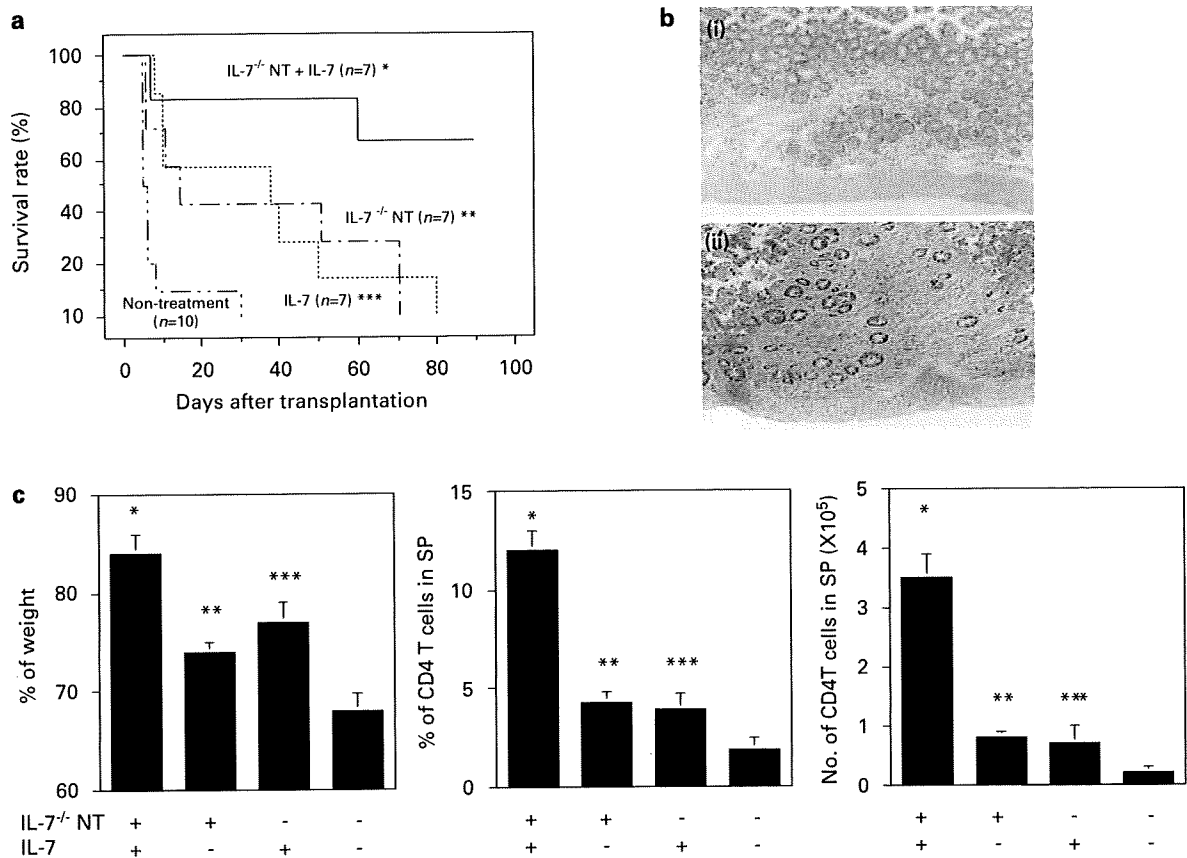 a
Survival rate (%)
100
80
60
40
20
10
IL-7-/- NT + IL-7 (n=7) *
IL-7 -/- NT (n=7) **
IL-7 (n=7) ***
Non-treatment
(n=10)
0 20 40 60 80 100
Days after transplantation
b
(i)
(ii)
c
% of weight
90
80
70
60
* ** ***
% of CD4 T cells in SP
15
10
5
0
* ** ***
No. of CD4T cells in SP (X10⁵)
5
4
3
2
1
0
* ** ***
IL-7-/- NT + + - - + + - - + + - -
IL-7 + - + - + - + - + - + -